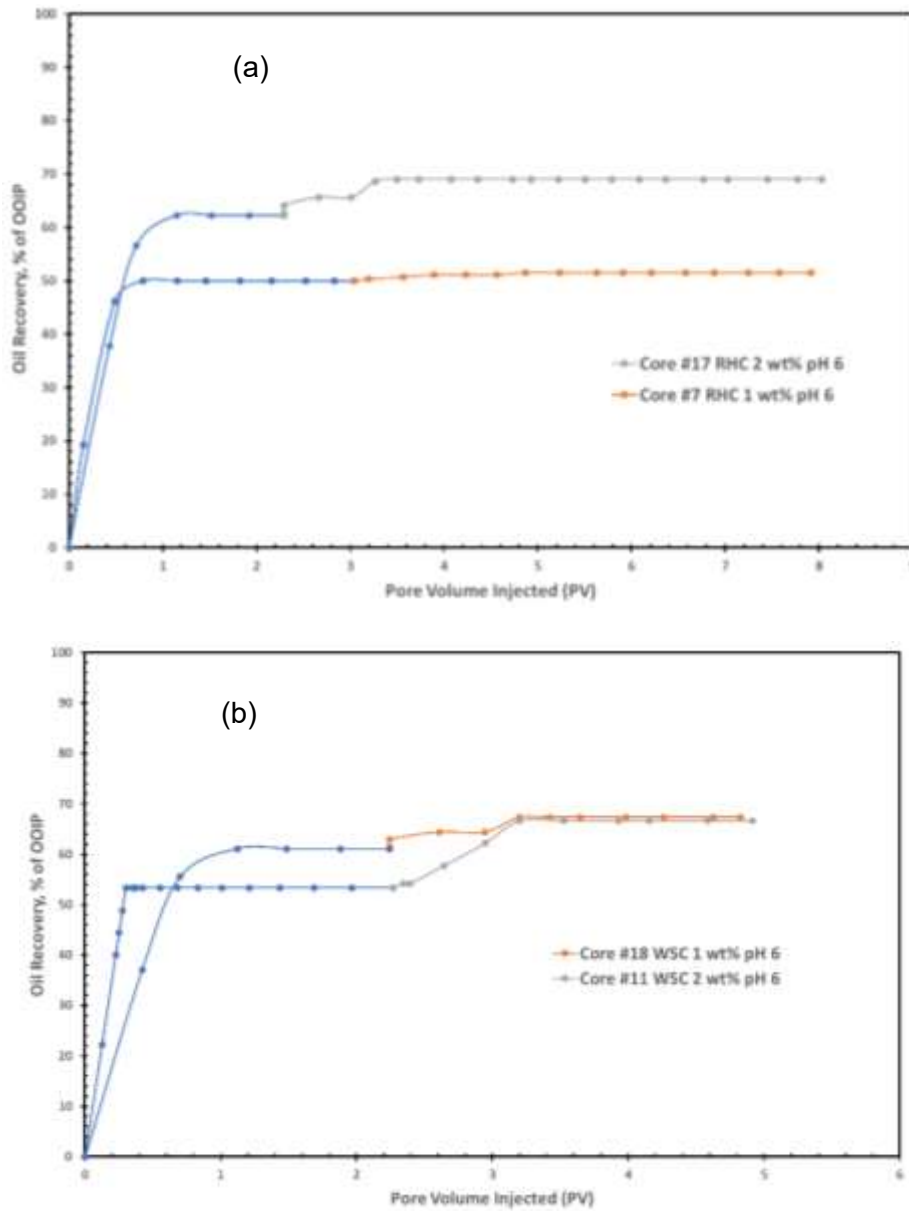 (a)
100
90
80
70
60
50
40
30
20
10
0
Oil Recovery, % of OOIP
Core #17 RHC 2 wt% pH 6
Core #7 RHC 1 wt% pH 6
0 1 2 3 4 5 6 7 8
Pore Volume Injected (PV)
(b)
100
90
80
70
60
50
40
30
20
10
0
Oil Recovery, % of OOIP
Core #18 WSC 1 wt% pH 6
Core #11 WSC 2 wt% pH 6
0 1 2 3 4 5 6
Pore Volume Injected (PV)